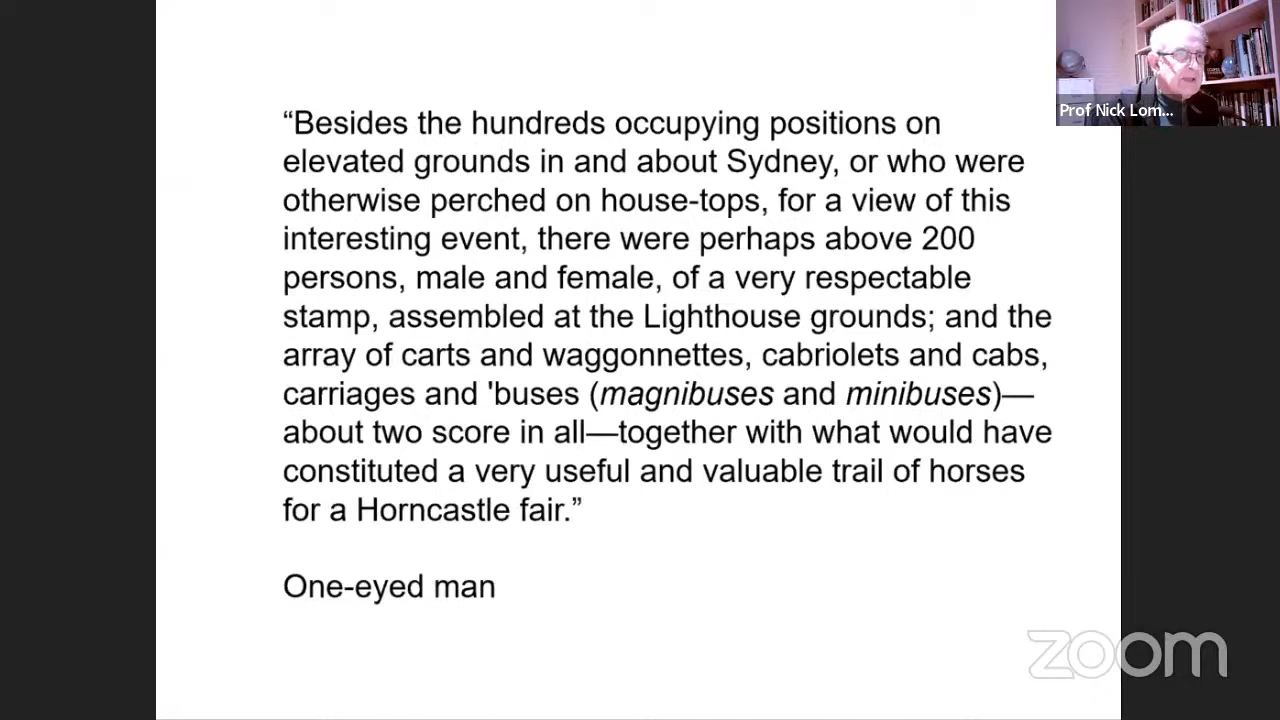 Prof Nick Lom...
“Besides the hundreds occupying positions on
elevated grounds in and about Sydney, or who were
otherwise perched on house-tops, for a view of this
interesting event, there were perhaps above 200
persons, male and female, of a very respectable
stamp, assembled at the Lighthouse grounds; and the
array of carts and waggonnettes, cabriolets and cabs,
carriages and 'buses (magnibuses and minibuses)—
about two score in all—together with what would have
constituted a very useful and valuable trail of horses
for a Horncastle fair.”
One-eyed man
zoom